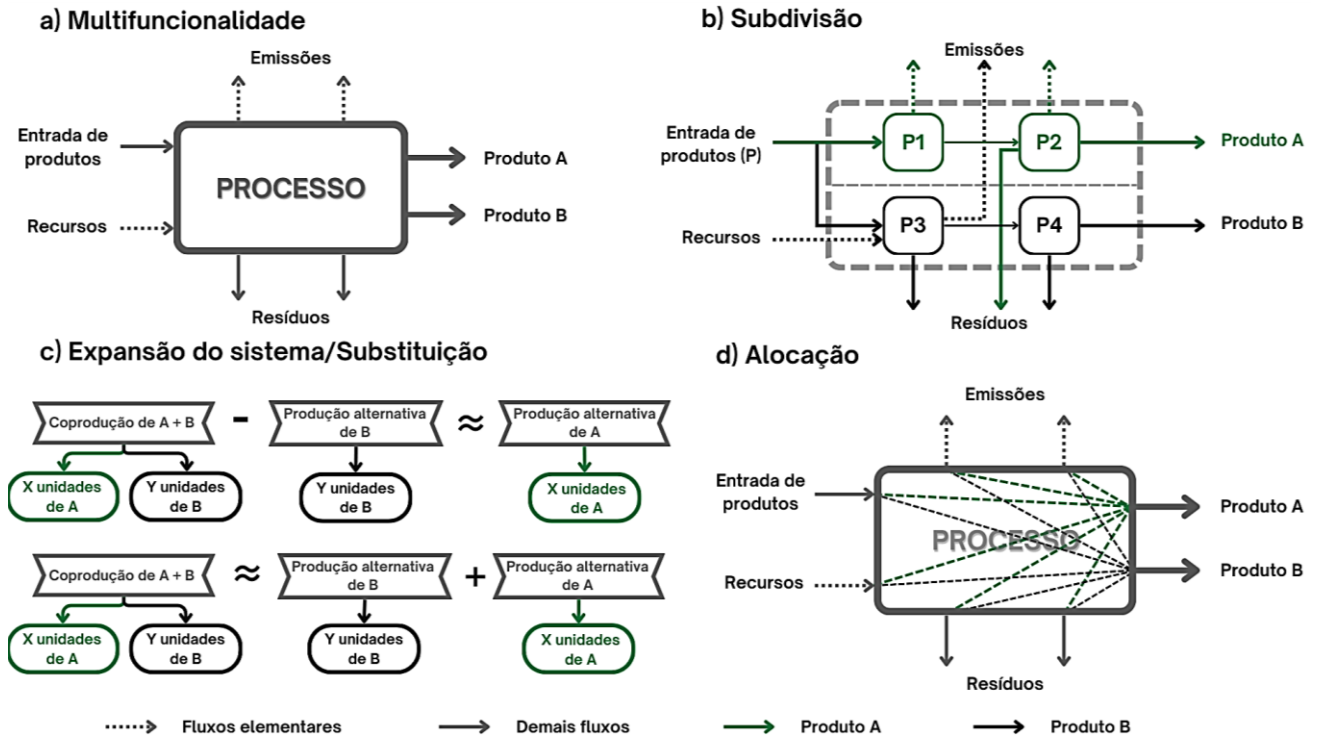 a) Multifuncionalidade
Emissões
Entrada de
produtos
PROCESSO
Recursos
Produto A
Produto B
Resíduos
b) Subdivisão
Emissões
Entrada de
produtos (P)
P1
P2
Produto A
Recursos
P3
P4
Produto B
Resíduos
c) Expansão do sistema/Substituição
Coprodução de A + B
-
Produção alternativa
de B
≈
Produção alternativa
de A
X unidades
de A
Y unidades
de B
Y unidades
de B
X unidades
de A
Coprodução de A + B
≈
Produção alternativa
de B
+
Produção alternativa
de A
X unidades
de A
Y unidades
de B
Y unidades
de B
X unidades
de A
d) Alocação
Emissões
Entrada de
produtos
PROCESSO
Recursos
Produto A
Produto B
Resíduos
Fluxos elementares
Demais fluxos
Produto A
Produto B